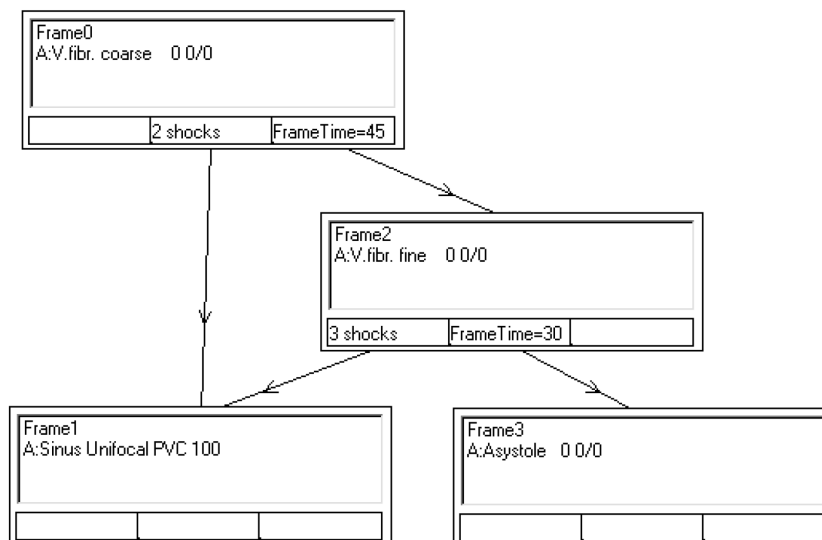 Frame0
A:V.fibr. coarse 0 0/0
2 shocks FrameTime=45
Frame2
A:V.fibr. fine 0 0/0
3 shocks FrameTime=30
Frame1
A:Sinus Unifocal PVC 100
Frame3
A:Asystole 0 0/0